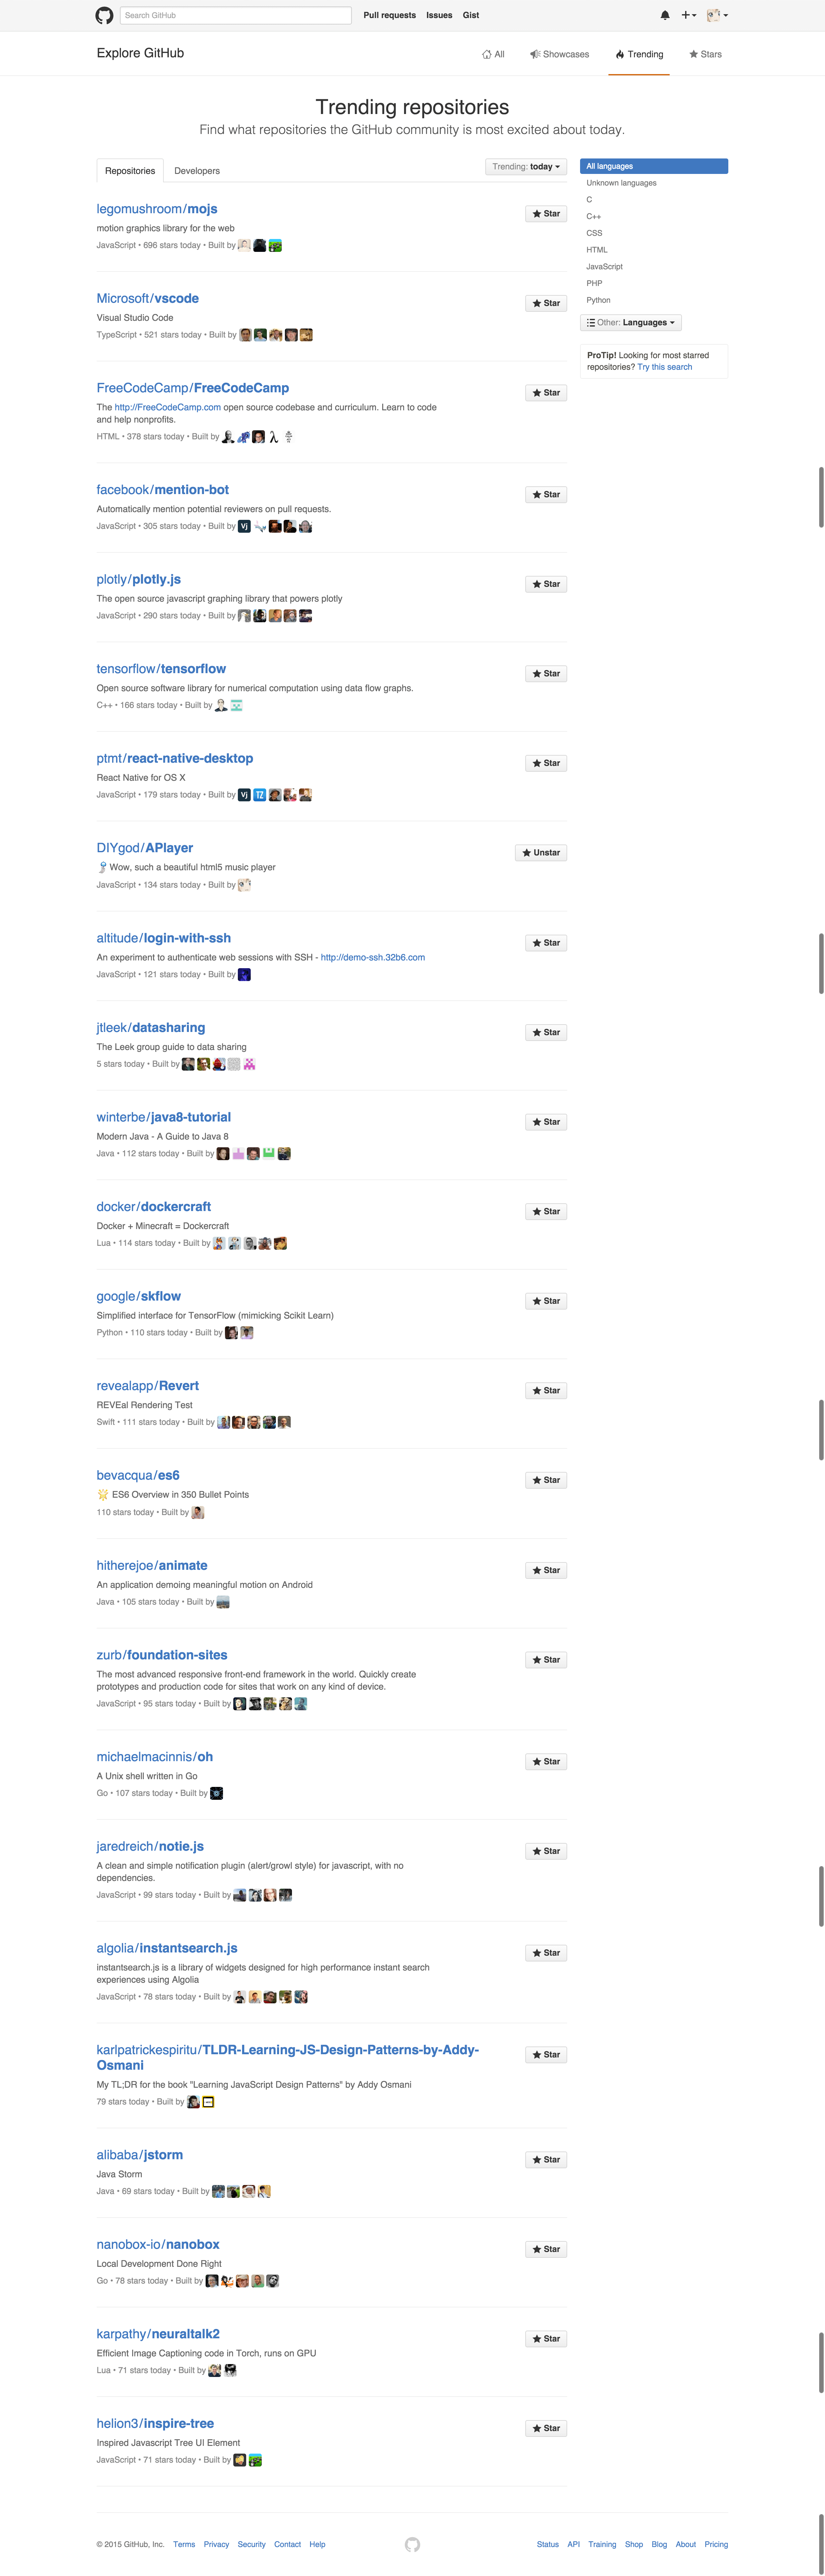 Search GitHub
Pull requests Issues Gist
Explore GitHub
All Showcases Trending Stars
Trending repositories
Find what repositories the GitHub community is most excited about today.
Repositories Developers
Trending: today
All languages
Unknown languages
C
C++
CSS
HTML
JavaScript
PHP
Python
Other: Languages
ProTip! Looking for most starred
repositories? Try this search
legomushroom/mojs
Star
motion graphics library for the web
JavaScript • 696 stars today • Built by
Microsoft/vscode
Star
Visual Studio Code
TypeScript • 521 stars today • Built by
FreeCodeCamp/FreeCodeCamp
Star
The http://FreeCodeCamp.com open source codebase and curriculum. Learn to code
and help nonprofits.
HTML • 378 stars today • Built by
facebook/mention-bot
Star
Automatically mention potential reviewers on pull requests.
JavaScript • 305 stars today • Built by
plotly/plotly.js
Star
The open source javascript graphing library that powers plotly
JavaScript • 290 stars today • Built by
tensorflow/tensorflow
Star
Open source software library for numerical computation using data flow graphs.
C++ • 166 stars today • Built by
ptmt/react-native-desktop
Star
React Native for OS X
JavaScript • 179 stars today • Built by
DIYgod/APlayer
Unstar
Wow, such a beautiful html5 music player
JavaScript • 134 stars today • Built by
altitude/login-with-ssh
Star
An experiment to authenticate web sessions with SSH - http://demo-ssh.32b6.com
JavaScript • 121 stars today • Built by
jtleek/datasharing
Star
The Leek group guide to data sharing
5 stars today • Built by
winterbe/java8-tutorial
Star
Modern Java - A Guide to Java 8
Java • 112 stars today • Built by
docker/dockercraft
Star
Docker + Minecraft = Dockercraft
Lua • 114 stars today • Built by
google/skflow
Star
Simplified interface for TensorFlow (mimicking Scikit Learn)
Python • 110 stars today • Built by
revealapp/Revert
Star
REVEal Rendering Test
Swift • 111 stars today • Built by
bevacqua/es6
Star
ES6 Overview in 350 Bullet Points
110 stars today • Built by
hitherejoe/animate
Star
An application demoing meaningful motion on Android
Java • 105 stars today • Built by
zurb/foundation-sites
Star
The most advanced responsive front-end framework in the world. Quickly create
prototypes and production code for sites that work on any kind of device.
JavaScript • 95 stars today • Built by
michaelmacinnis/oh
Star
A Unix shell written in Go
Go • 107 stars today • Built by
jaredreich/notie.js
Star
A clean and simple notification plugin (alert/growl style) for javascript, with no
dependencies.
JavaScript • 99 stars today • Built by
algolia/instantsearch.js
Star
instantsearch.js is a library of widgets designed for high performance instant search
experiences using Algolia
JavaScript • 78 stars today • Built by
karlpatrickespiritu/TLDR-Learning-JS-Design-Patterns-by-Addy-
Osmani
Star
My TL;DR for the book "Learning JavaScript Design Patterns" by Addy Osmani
79 stars today • Built by
alibaba/jstorm
Star
Java Storm
Java • 69 stars today • Built by
nanobox-io/nanobox
Star
Local Development Done Right
Go • 78 stars today • Built by
karpathy/neuraltalk2
Star
Efficient Image Captioning code in Torch, runs on GPU
Lua • 71 stars today • Built by
helion3/inspire-tree
Star
Inspired Javascript Tree UI Element
JavaScript • 71 stars today • Built by
© 2015 GitHub, Inc. Terms Privacy Security Contact Help
Status API Training Shop Blog About Pricing